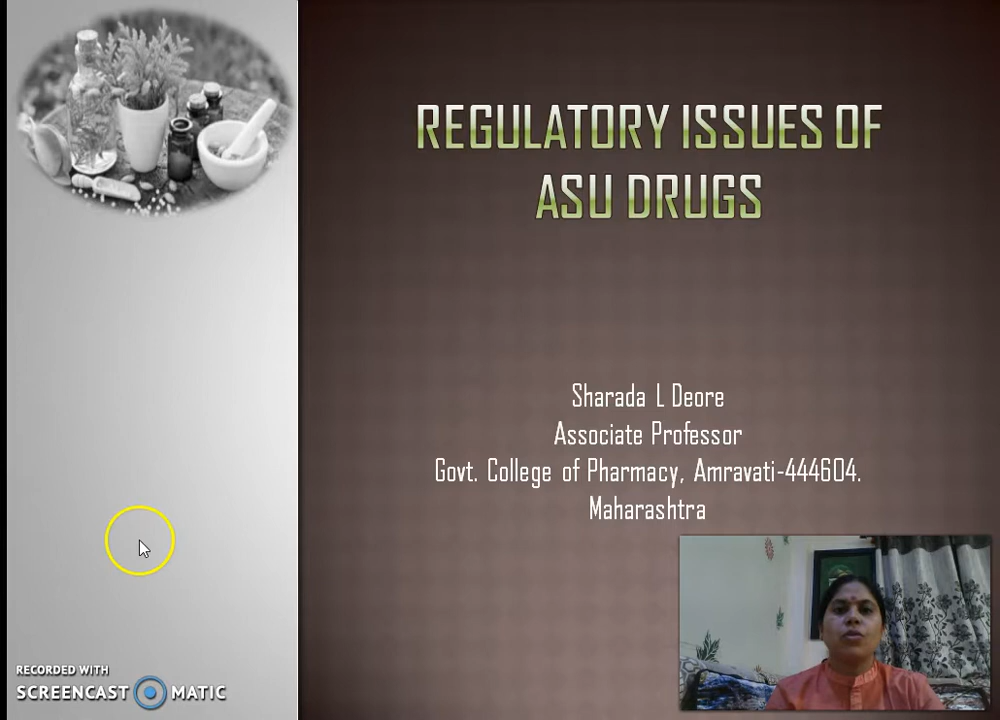 REGULATORY ISSUES OF
ASU DRUGS
Sharada L Deore
Associate Professor
Govt. College of Pharmacy, Amravati-444604.
Maharashtra
RECORDED WITH
SCREENCAST MATIC